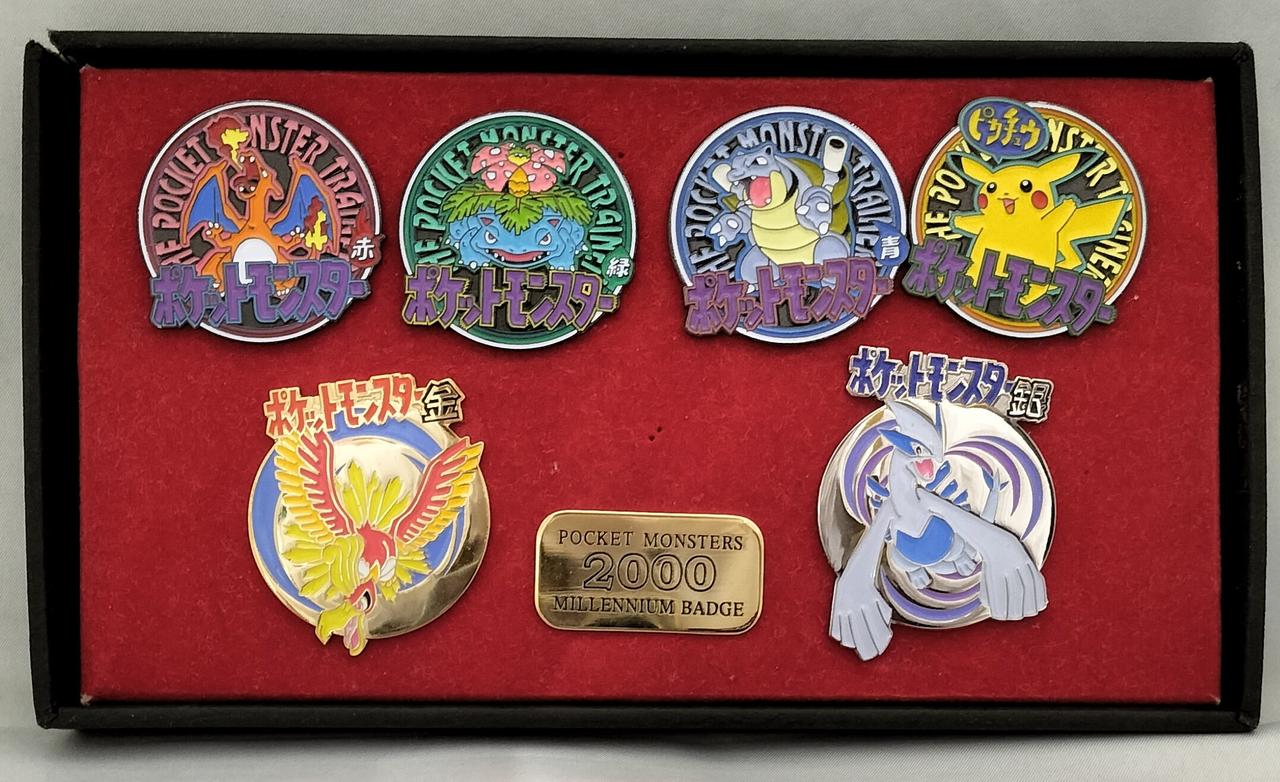 THE POCKET MONSTER TRAINER
赤
ポケットモンスター
THE POCKET MONSTER TRAINER
緑
ポケットモンスター
THE POCKET MONSTER TRAINER
青
ポケットモンスター
ピカチュウ
THE POCKET MONSTER TRAINER
ポケットモンスター
ポケットモンスター金
ポケットモンスター銀
POCKET MONSTERS
2000
MILLENNIUM BADGE